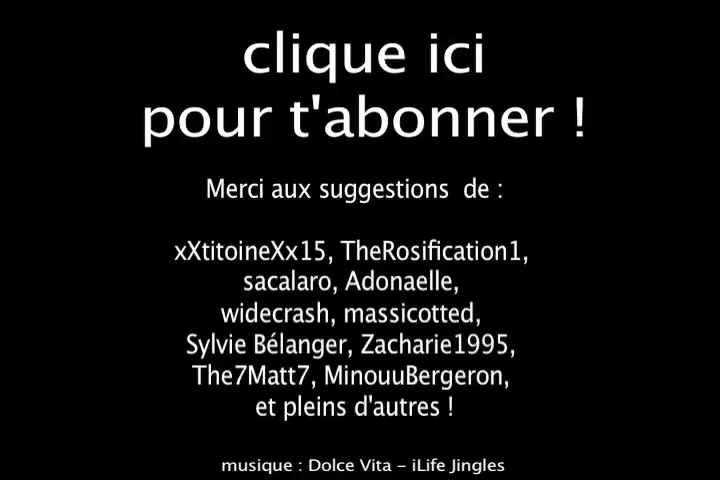 clique ici
pour t'abonner !
Merci aux suggestions  de :
xXtitoineXx15, TheRosification1,
sacalaro, Adonaelle,
widecrash, massicotted,
Sylvie Bélanger, Zacharie1995,
The7Matt7, MinouuBergeron,
et pleins d'autres !
musique : Dolce Vita – iLife Jingles